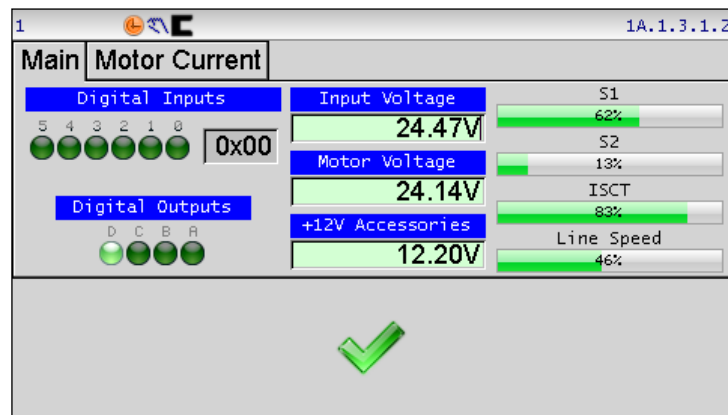 1 1A.1.3.1.2
Main Motor Current
Digital Inputs
5 4 3 2 1 0
0x00
Digital Outputs
D C B A
Input Voltage
24.47V
Motor Voltage
24.14V
+12V Accessories
12.20V
S1
62%
S2
13%
ISCT
83%
Line Speed
46%